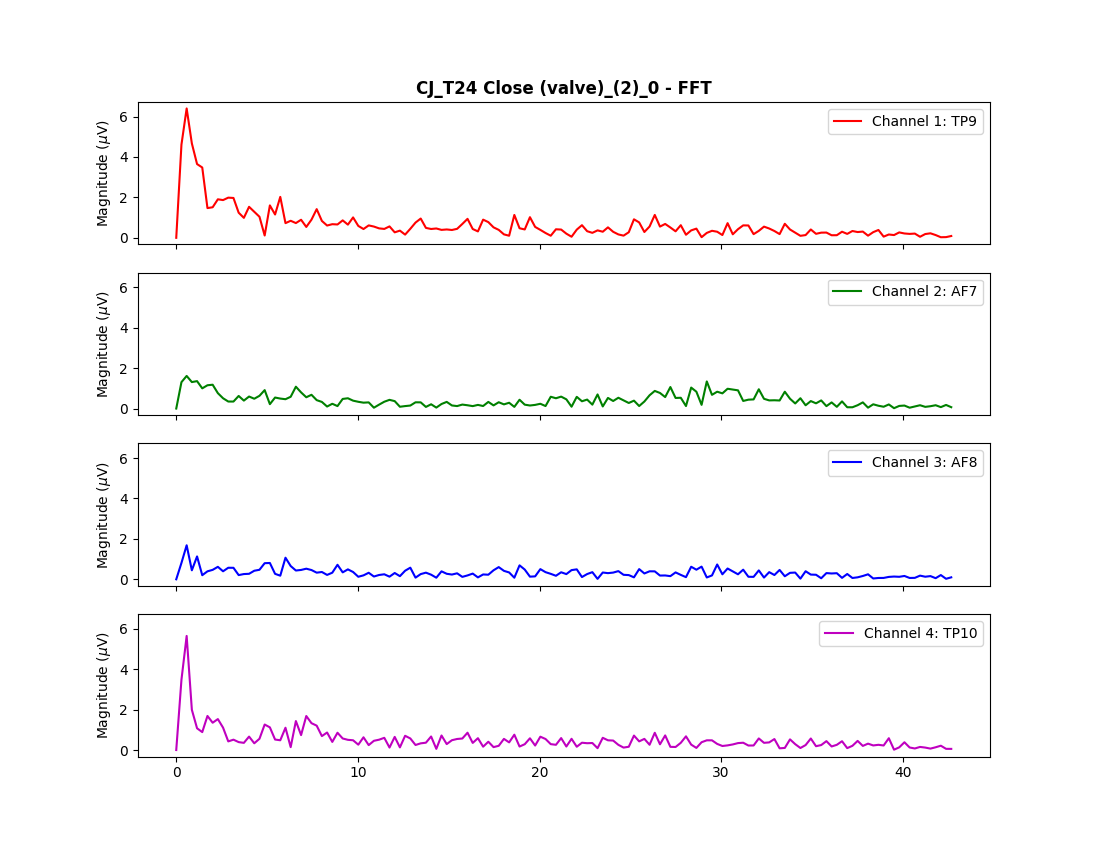 CJ_T24 Close (valve)_(2)_0 - FFT
Magnitude (μV)
6
4
2
0
Channel 1: TP9
Magnitude (μV)
6
4
2
0
Channel 2: AF7
Magnitude (μV)
6
4
2
0
Channel 3: AF8
Magnitude (μV)
6
4
2
0
Channel 4: TP10
0 10 20 30 40